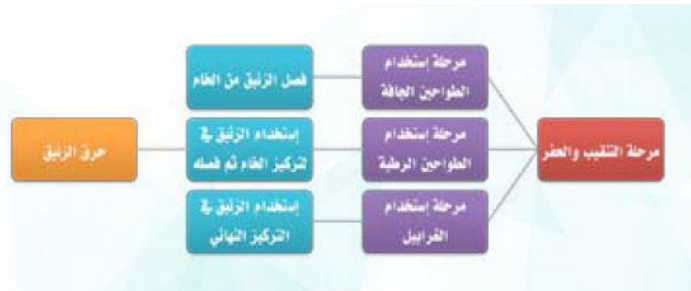 مرحلة التنقيب والحفر
مرحلة إستخدام
الطواحين الجافة
فصل الزئبق من الخام
مرحلة إستخدام
الطواحين الرطبة
إستخدام الزئبق في
تركيز الخام ثم فصله
مرحلة إستخدام
الغرابيل
إستخدام الزئبق في
التركيز النهائي
حرق الزئبق